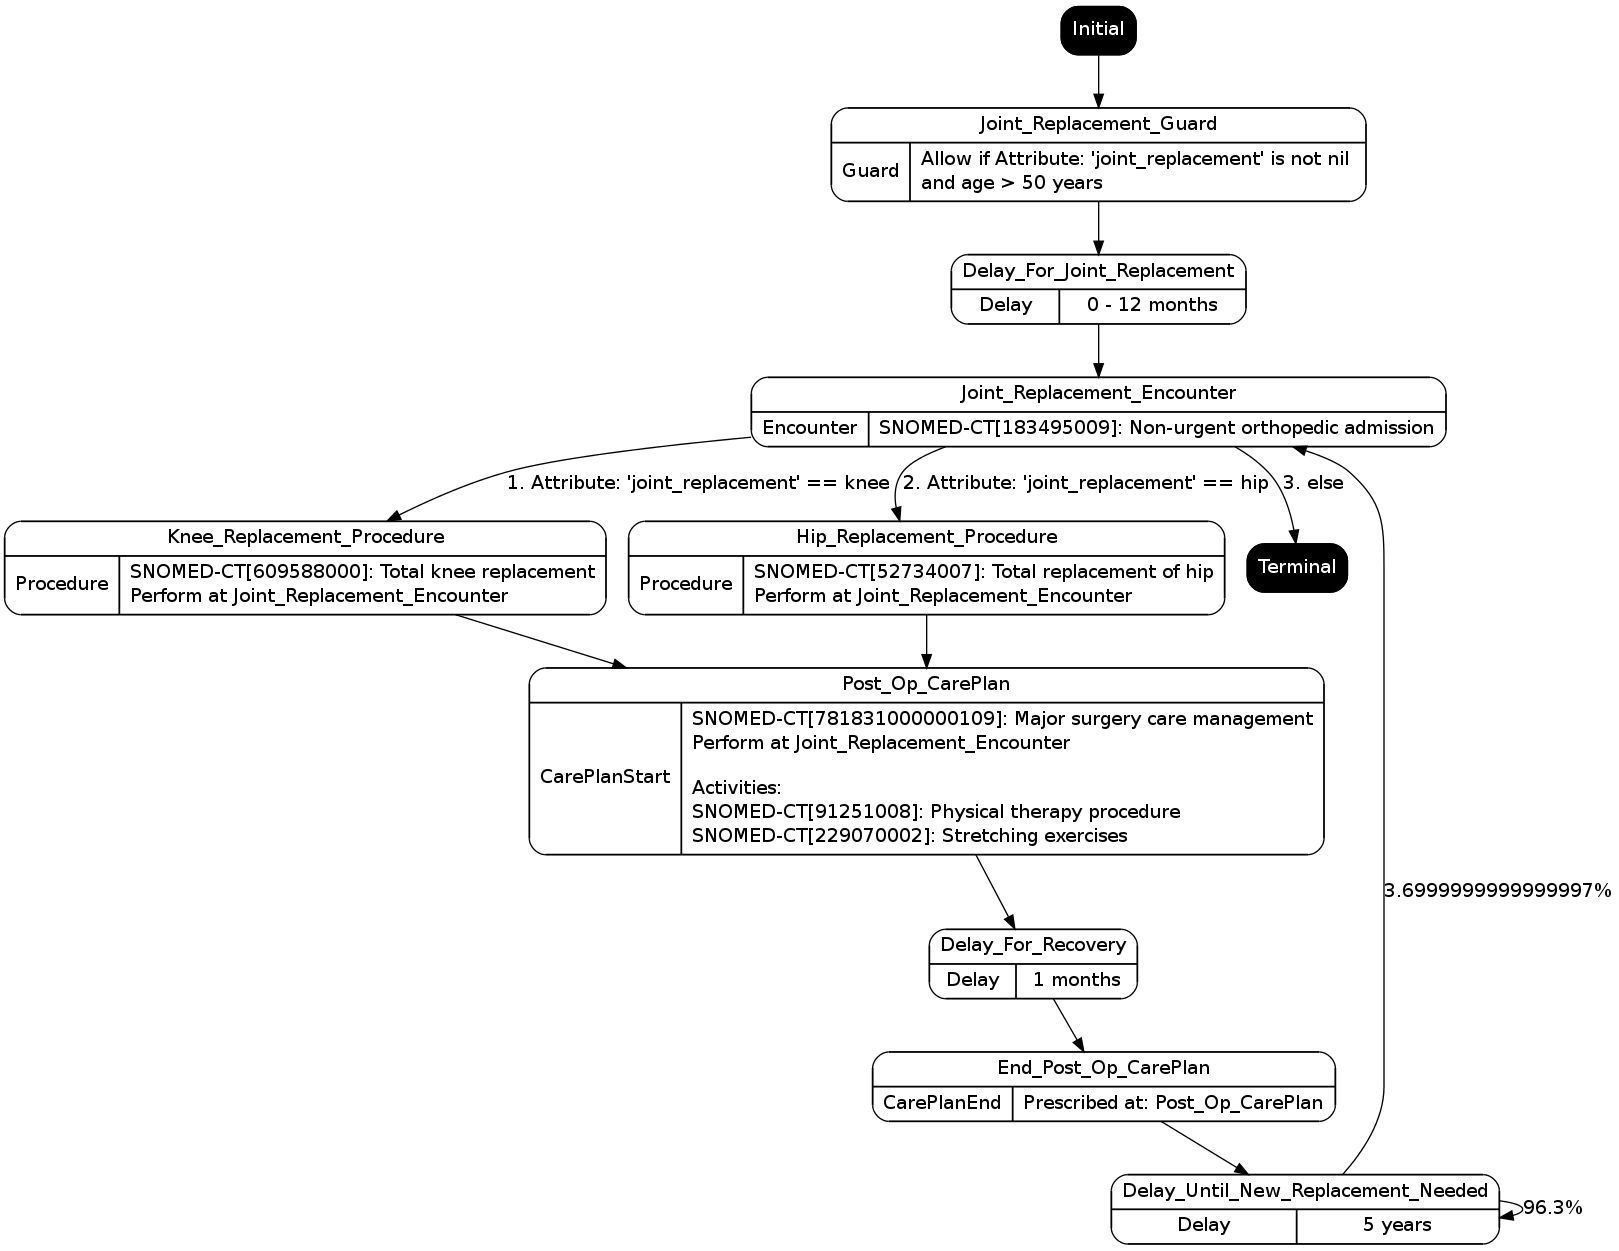 Initial
Joint_Replacement_Guard
Guard
Allow if Attribute: 'joint_replacement' is not nil
and age > 50 years
Delay_For_Joint_Replacement
Delay
0 - 12 months
Joint_Replacement_Encounter
Encounter
SNOMED-CT[183495009]: Non-urgent orthopedic admission
1. Attribute: 'joint_replacement' == knee
2. Attribute: 'joint_replacement' == hip
3. else
Knee_Replacement_Procedure
Procedure
SNOMED-CT[609588000]: Total knee replacement
Perform at Joint_Replacement_Encounter
Hip_Replacement_Procedure
Procedure
SNOMED-CT[52734007]: Total replacement of hip
Perform at Joint_Replacement_Encounter
Terminal
Post_Op_CarePlan
CarePlanStart
SNOMED-CT[781831000000109]: Major surgery care management
Perform at Joint_Replacement_Encounter
Activities:
SNOMED-CT[91251008]: Physical therapy procedure
SNOMED-CT[229070002]: Stretching exercises
3.6999999999999997%
Delay_For_Recovery
Delay
1 months
End_Post_Op_CarePlan
CarePlanEnd
Prescribed at: Post_Op_CarePlan
Delay_Until_New_Replacement_Needed
Delay
5 years
96.3%